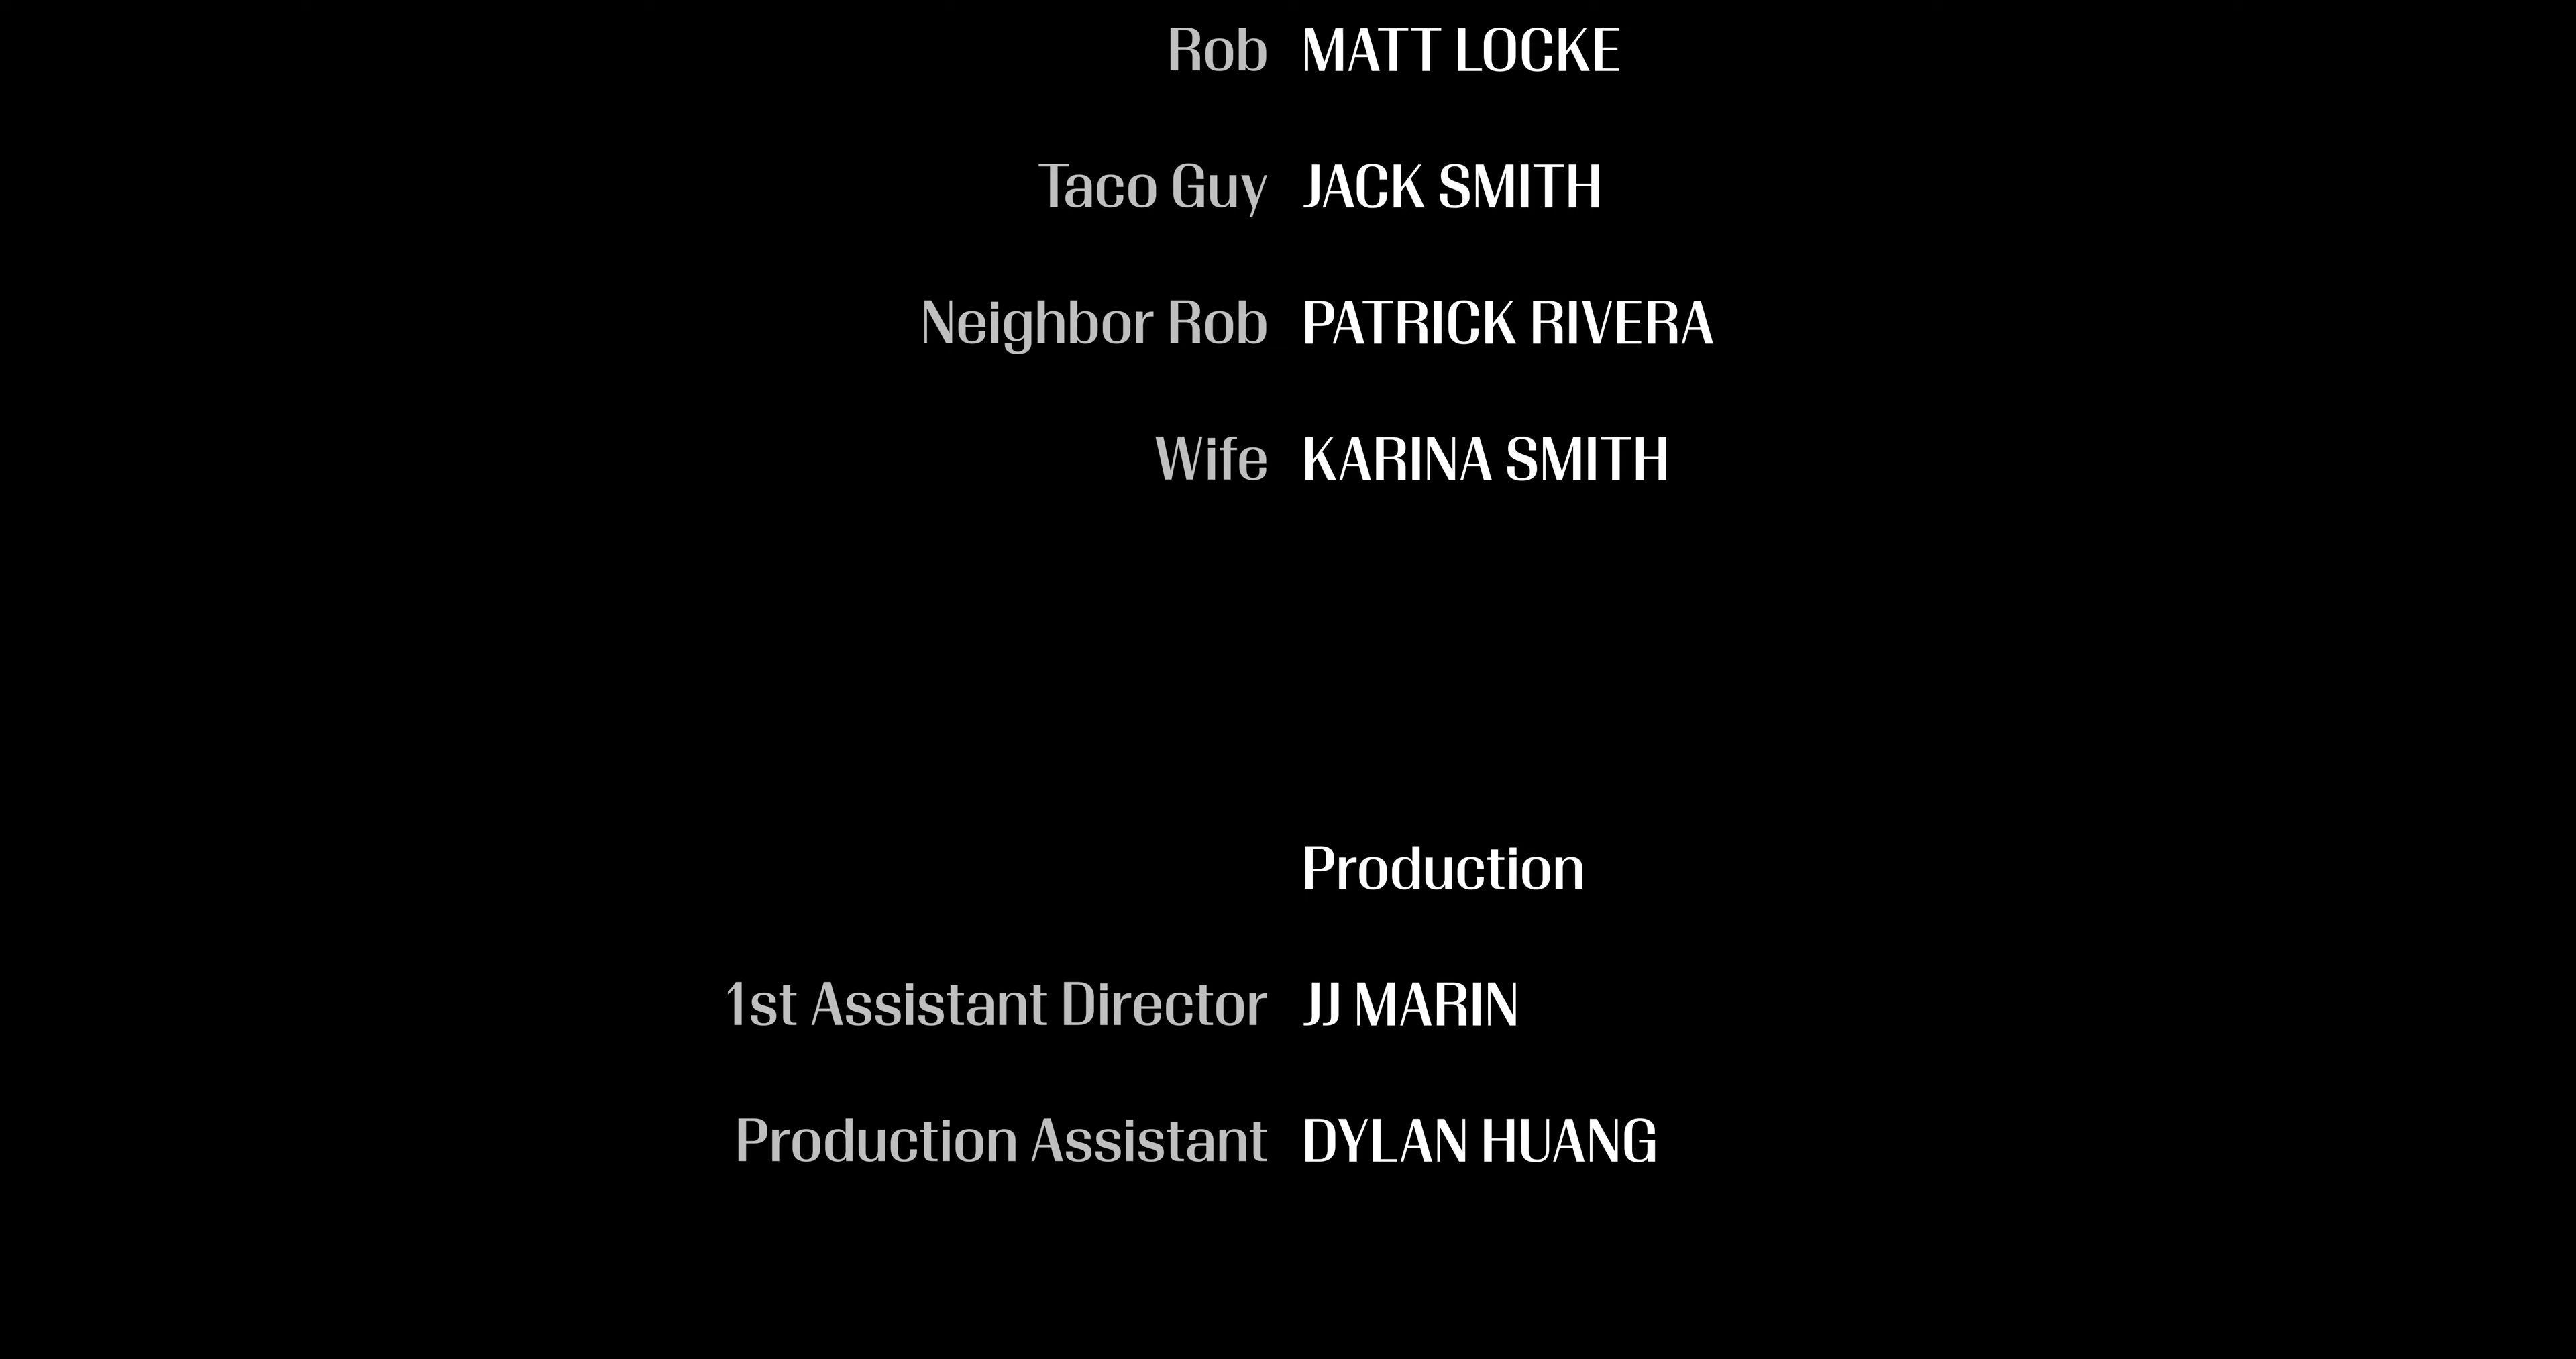 Rob MATT LOCKE
Taco Guy JACK SMITH
Neighbor Rob PATRICK RIVERA
Wife KARINA SMITH
Production
1st Assistant Director JJ MARIN
Production Assistant DYLAN HUANG